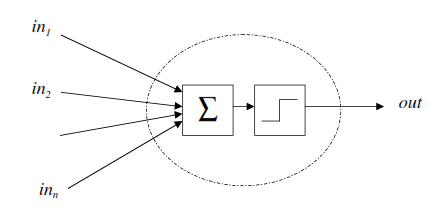 in₁
in₂
Σ
out
inₙ